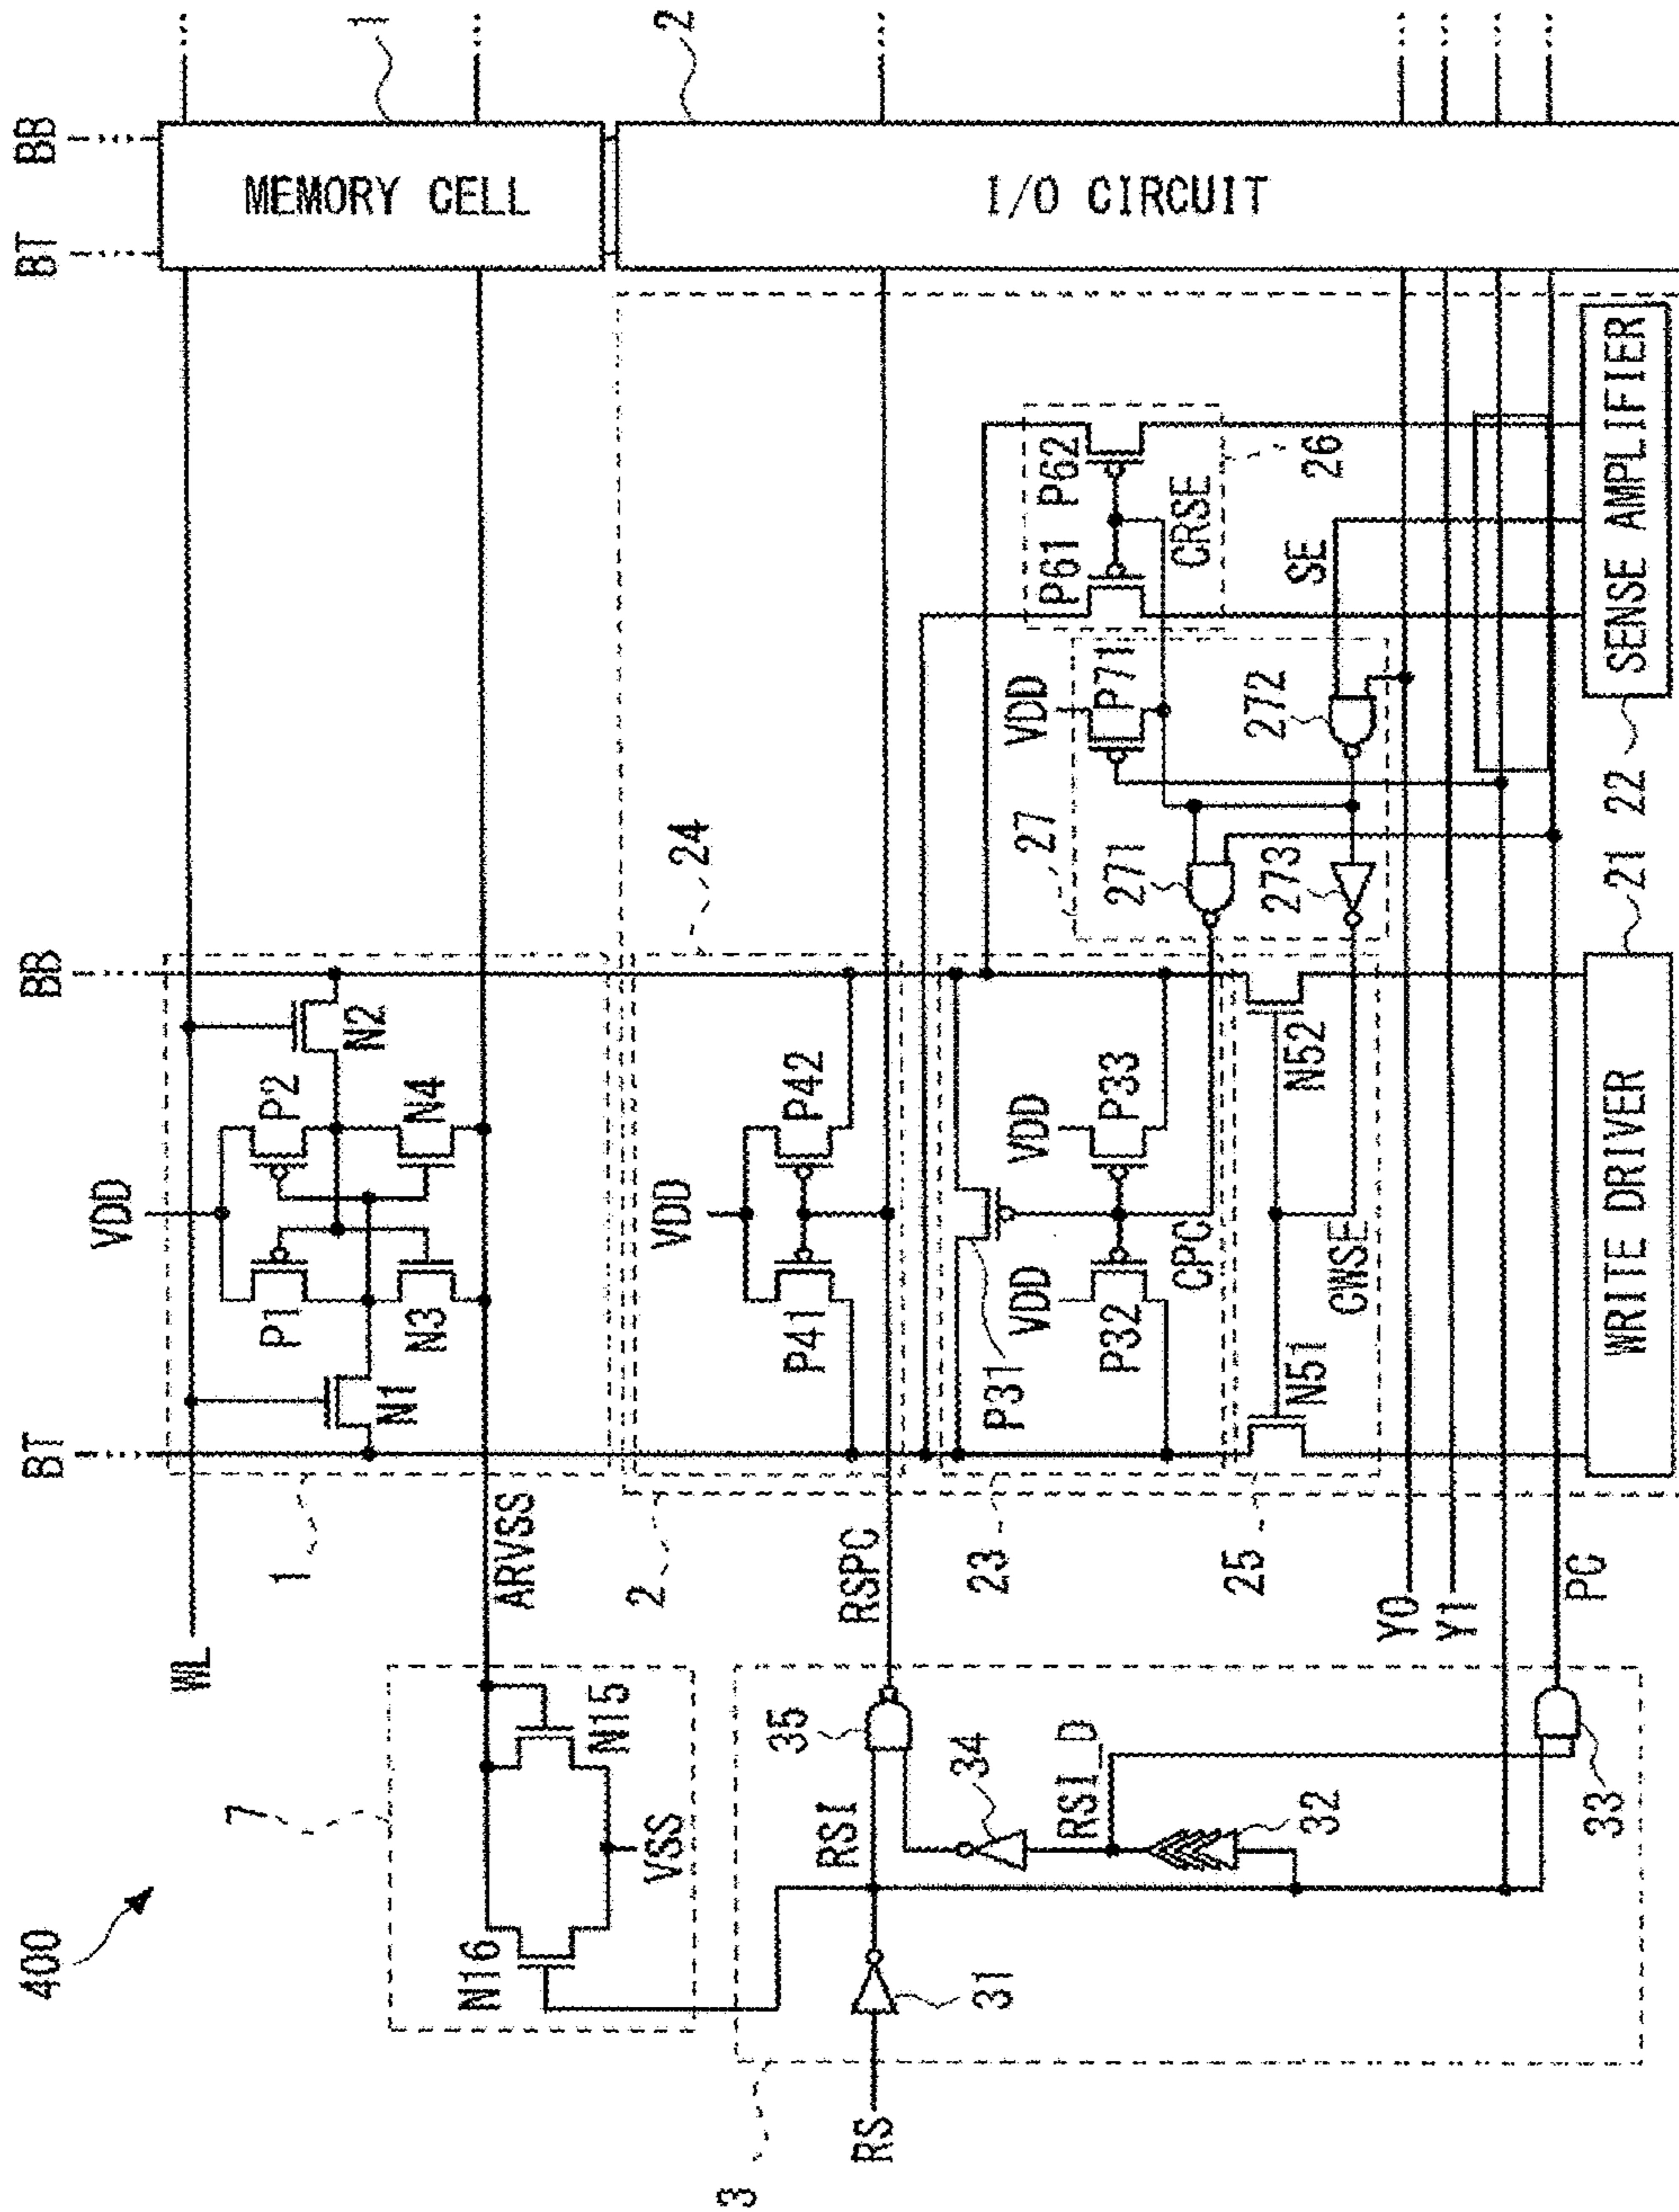 400
7
N16
N15
VSS
WL
ARVSS
1
BT
BB
VDD
P1
P2
N1
N2
N3
N4
BT
BB
MEMORY CELL
1
3
RS
31
RSI
35
34
RSI_D
32
33
RSPC
2
24
VDD
P41
P42
I/O CIRCUIT
2
23
P31
VDD
VDD
P32
P33
CPC
25
N51
N52
CWSE
27
271
273
VDD
P71
272
P61
P62
CRSE
26
SE
Y0
Y1
PC
WRITE DRIVER
21
22
SENSE AMPLIFIER